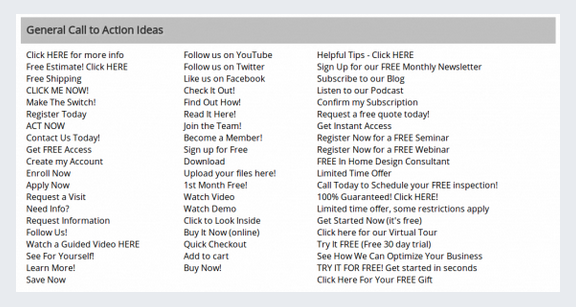 General Call to Action Ideas
Click HERE for more info
Free Estimate! Click HERE
Free Shipping
CLICK ME NOW!
Make The Switch!
Register Today
ACT NOW
Contact Us Today!
Get FREE Access
Create my Account
Enroll Now
Apply Now
Request a Visit
Need Info?
Request Information
Follow Us!
Watch a Guided Video HERE
See For Yourself!
Learn More!
Save Now
Follow us on YouTube
Follow us on Twitter
Like us on Facebook
Check It Out!
Find Out How!
Read It Here!
Join the Team!
Become a Member!
Sign up for Free
Download
Upload your files here!
1st Month Free!
Watch Video
Watch Demo
Click to Look Inside
Buy It Now (online)
Quick Checkout
Add to cart
Buy Now!
Helpful Tips - Click HERE
Sign Up for our FREE Monthly Newsletter
Subscribe to our Blog
Listen to our Podcast
Confirm my Subscription
Request a free quote today!
Get Instant Access
Register Now for a FREE Seminar
Register Now for a FREE Webinar
FREE In Home Design Consultant
Limited Time Offer
Call Today to Schedule your FREE inspection!
100% Guaranteed! Click HERE!
Limited time offer, some restrictions apply
Get Started Now (it's free)
Click here for our Virtual Tour
Try It FREE (Free 30 day trial)
See How We Can Optimize Your Business
TRY IT FOR FREE! Get started in seconds
Click Here For Your FREE Gift